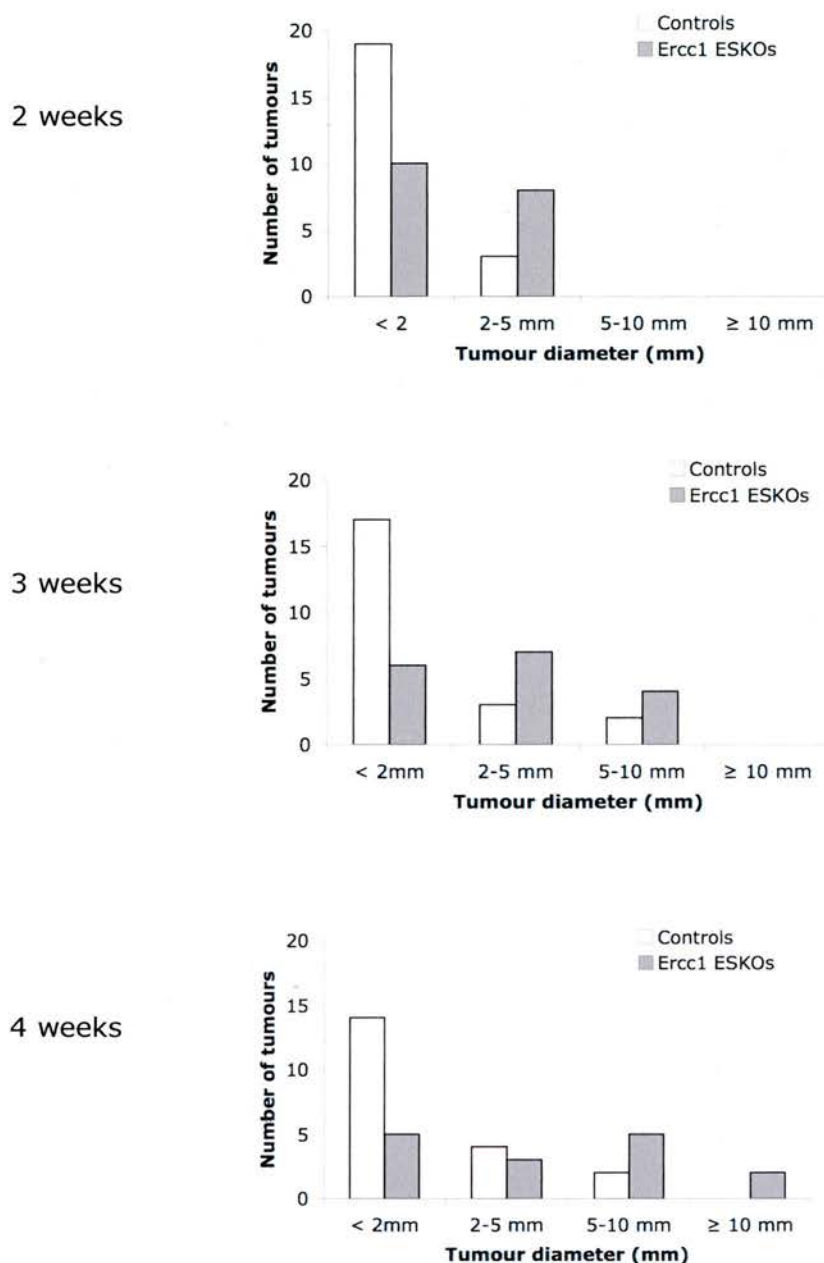 2 weeks
Controls
Ercc1 ESKOs
Number of tumours
20
15
10
5
0
< 2
2-5 mm
5-10 mm
≥ 10 mm
Tumour diameter (mm)
3 weeks
Controls
Ercc1 ESKOs
Number of tumours
20
15
10
5
0
< 2mm
2-5 mm
5-10 mm
≥ 10 mm
Tumour diameter (mm)
4 weeks
Controls
Ercc1 ESKOs
Number of tumours
20
15
10
5
0
< 2mm
2-5 mm
5-10 mm
≥ 10 mm
Tumour diameter (mm)